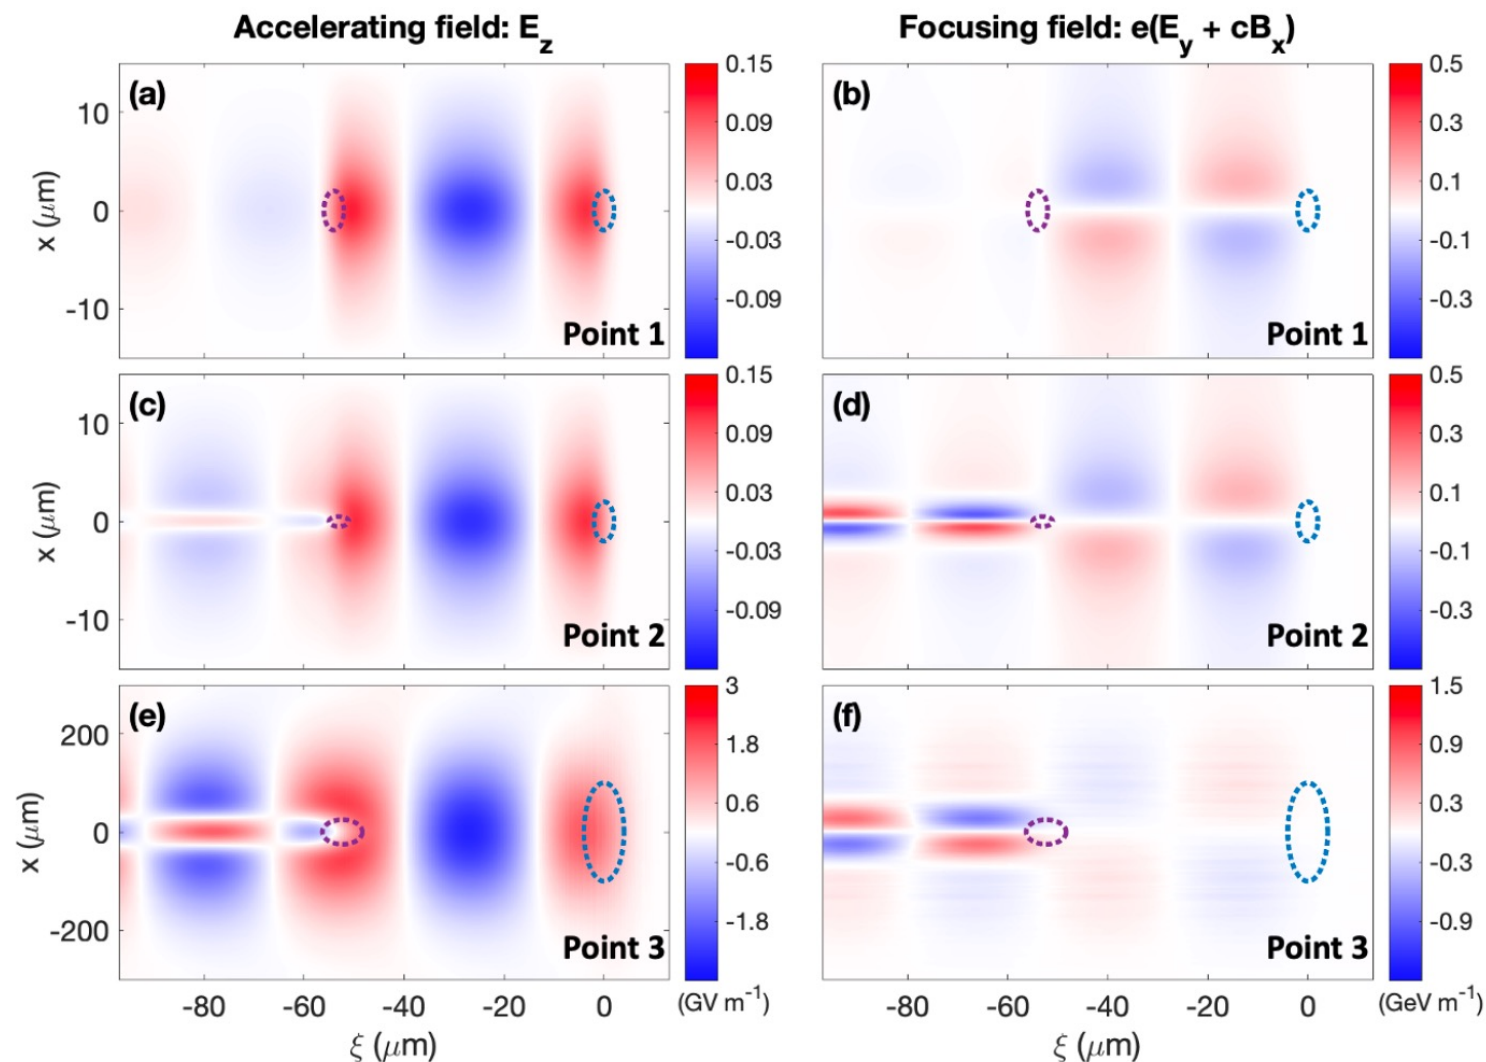 Accelerating field: E_z
Focusing field: e(E_y + cB_x)
(a)
Point 1
10
0
-10
x (μm)
0.15
0.09
0.03
-0.03
-0.09
(b)
Point 1
0.5
0.3
0.1
-0.1
-0.3
(c)
Point 2
10
0
-10
x (μm)
0.15
0.09
0.03
-0.03
-0.09
(d)
Point 2
0.5
0.3
0.1
-0.1
-0.3
(e)
Point 3
200
0
-200
x (μm)
3
1.8
0.6
-0.6
-1.8
(GV m⁻¹)
-80 -60 -40 -20 0
ξ (μm)
(f)
Point 3
1.5
0.9
0.3
-0.3
-0.9
(GeV m⁻¹)
-80 -60 -40 -20 0
ξ (μm)